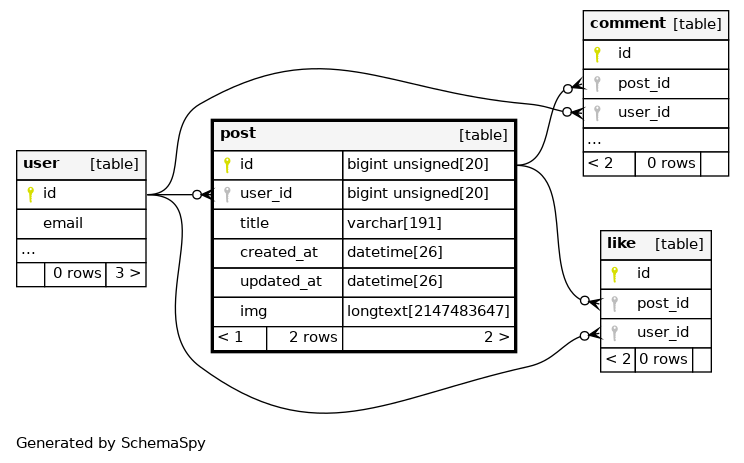 comment [table]
id
post_id
user_id
...
< 2 0 rows
post [table]
id bigint unsigned[20]
user_id bigint unsigned[20]
title varchar[191]
created_at datetime[26]
updated_at datetime[26]
img longtext[2147483647]
< 1 2 rows 2 >
user [table]
id
email
...
0 rows 3 >
like [table]
id
post_id
user_id
< 2 0 rows
Generated by SchemaSpy